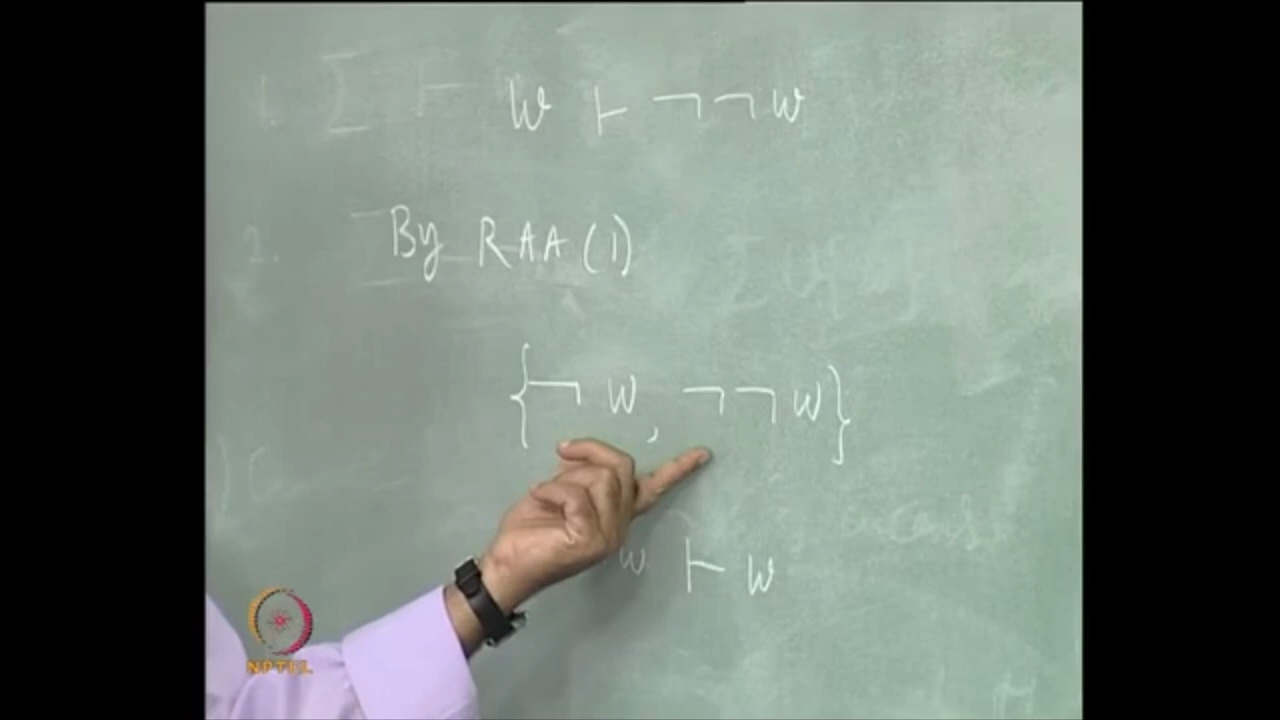 w ⊢ ¬¬w
By RAA (1)
{¬w, ¬¬w}
w ⊢ w
NPTEL